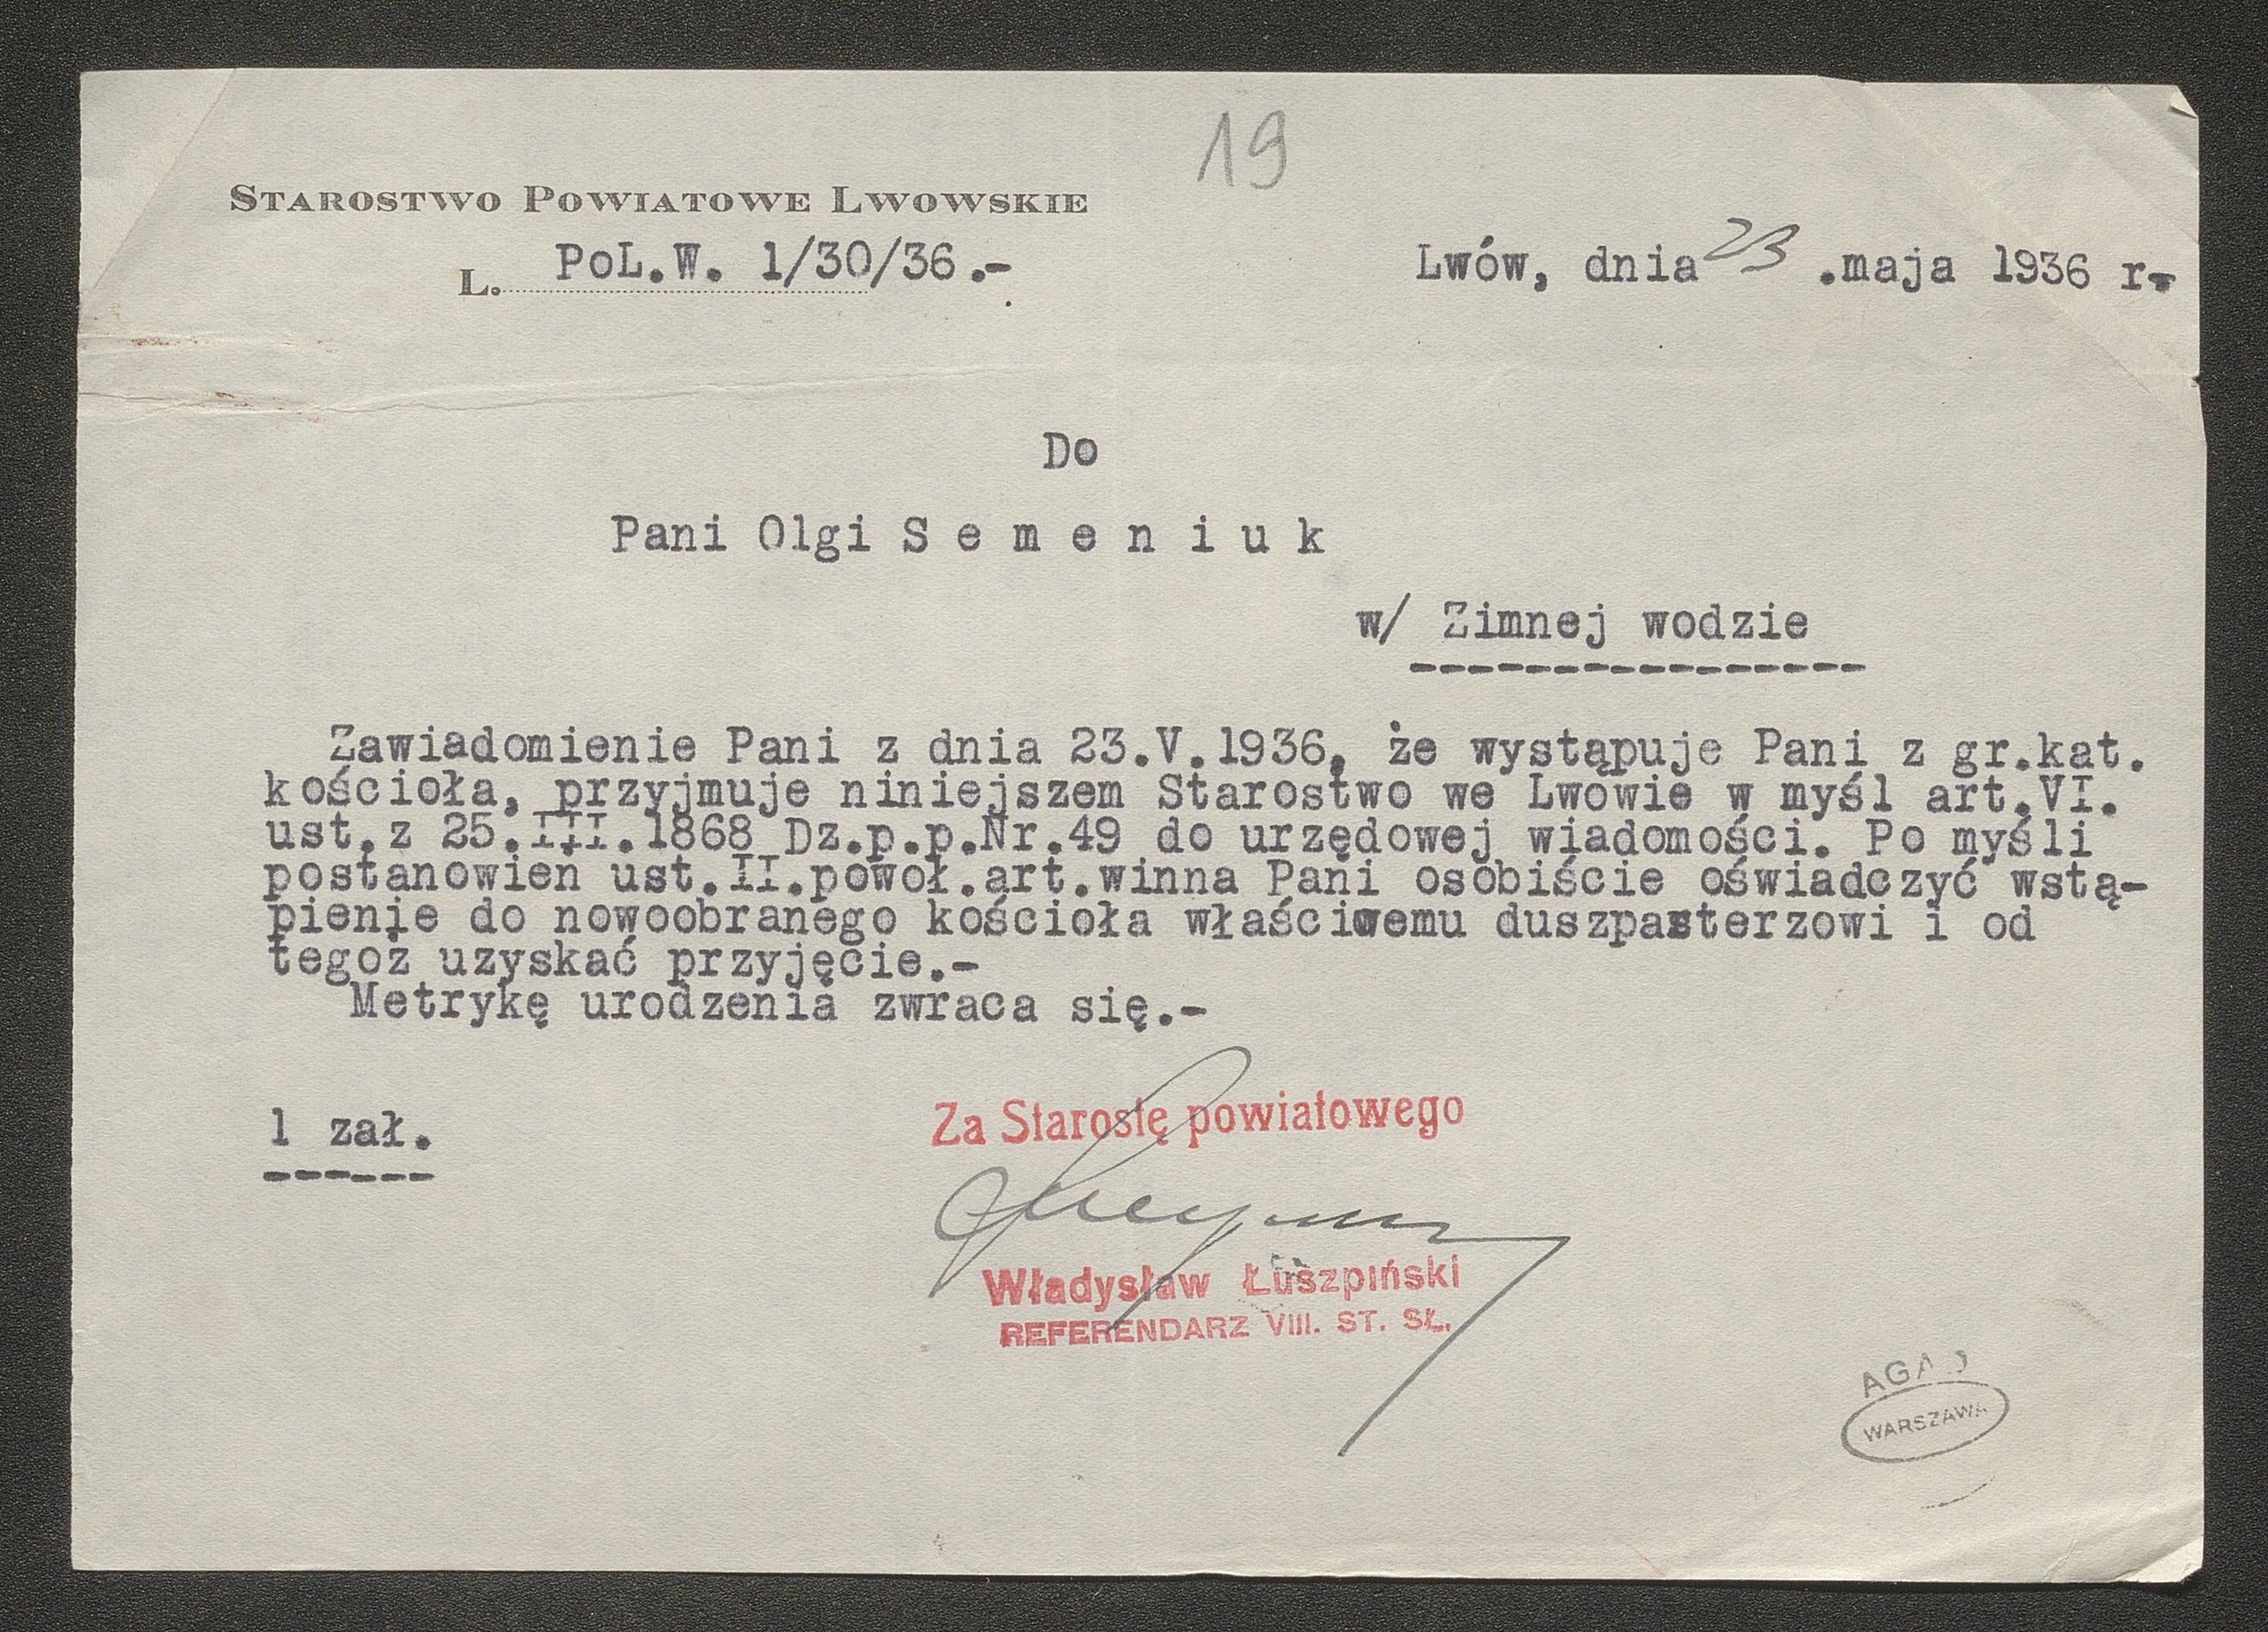 19
STAROSTWO POWIATOWE LWOWSKIE
L. PoL.W. 1/30/36.-
Lwów, dnia 23 .maja 1936 r.-
Do
Pani Olgi S e m e n i u k
w/ Zimnej wodzie
Zawiadomienie Pani z dnia 23.V.1936, że wystąpuje Pani z gr.kat.
kościoła, przyjmuje niniejszem Starostwo we Lwowie w myśl art.VI.
ust.z 25.III.1868 Dz.p.p.Nr.49 do urzędowej wiadomości. Po myśli
postanowień ust.II.powoł.art.winna Pani osobiście oświadczyć wstą-
pienie do nowoobranego kościoła właściwemu duszpasterzowi i od
tegoż uzyskać przyjęcie.-
Metrykę urodzenia zwraca się.-
1 zał.
Za Starostę powiatowego
Władysław Łuszpiński
REFERENDARZ VIII. ST. SŁ.
AGAD
WARSZAWA